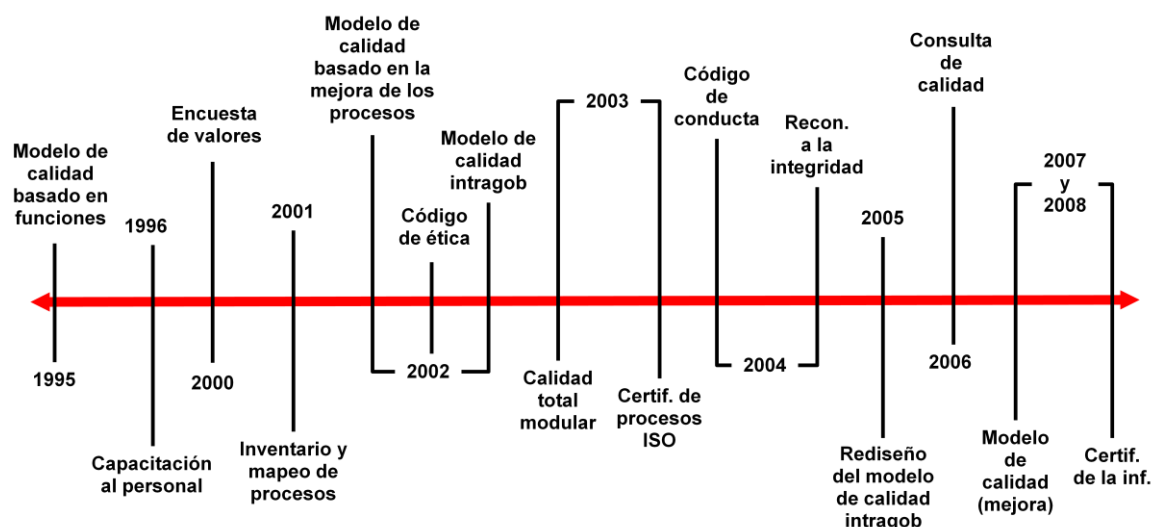 Modelo de
calidad
basado en
funciones
1995
1996
Capacitación
al personal
Encuesta
de valores
2000
2001
Inventario y
mapeo de
procesos
Modelo de
calidad
basado en la
mejora de los
procesos
Código
de ética
Modelo de
calidad
intragob
2002
2003
Calidad
total
modular
Certif. de
procesos
ISO
Código
de
conducta
Recon.
a la
integridad
2004
2005
Rediseño
del modelo
de calidad
intragob
Consulta
de
calidad
2006
2007
y
2008
Modelo
de
calidad
(mejora)
Certif.
de la inf.